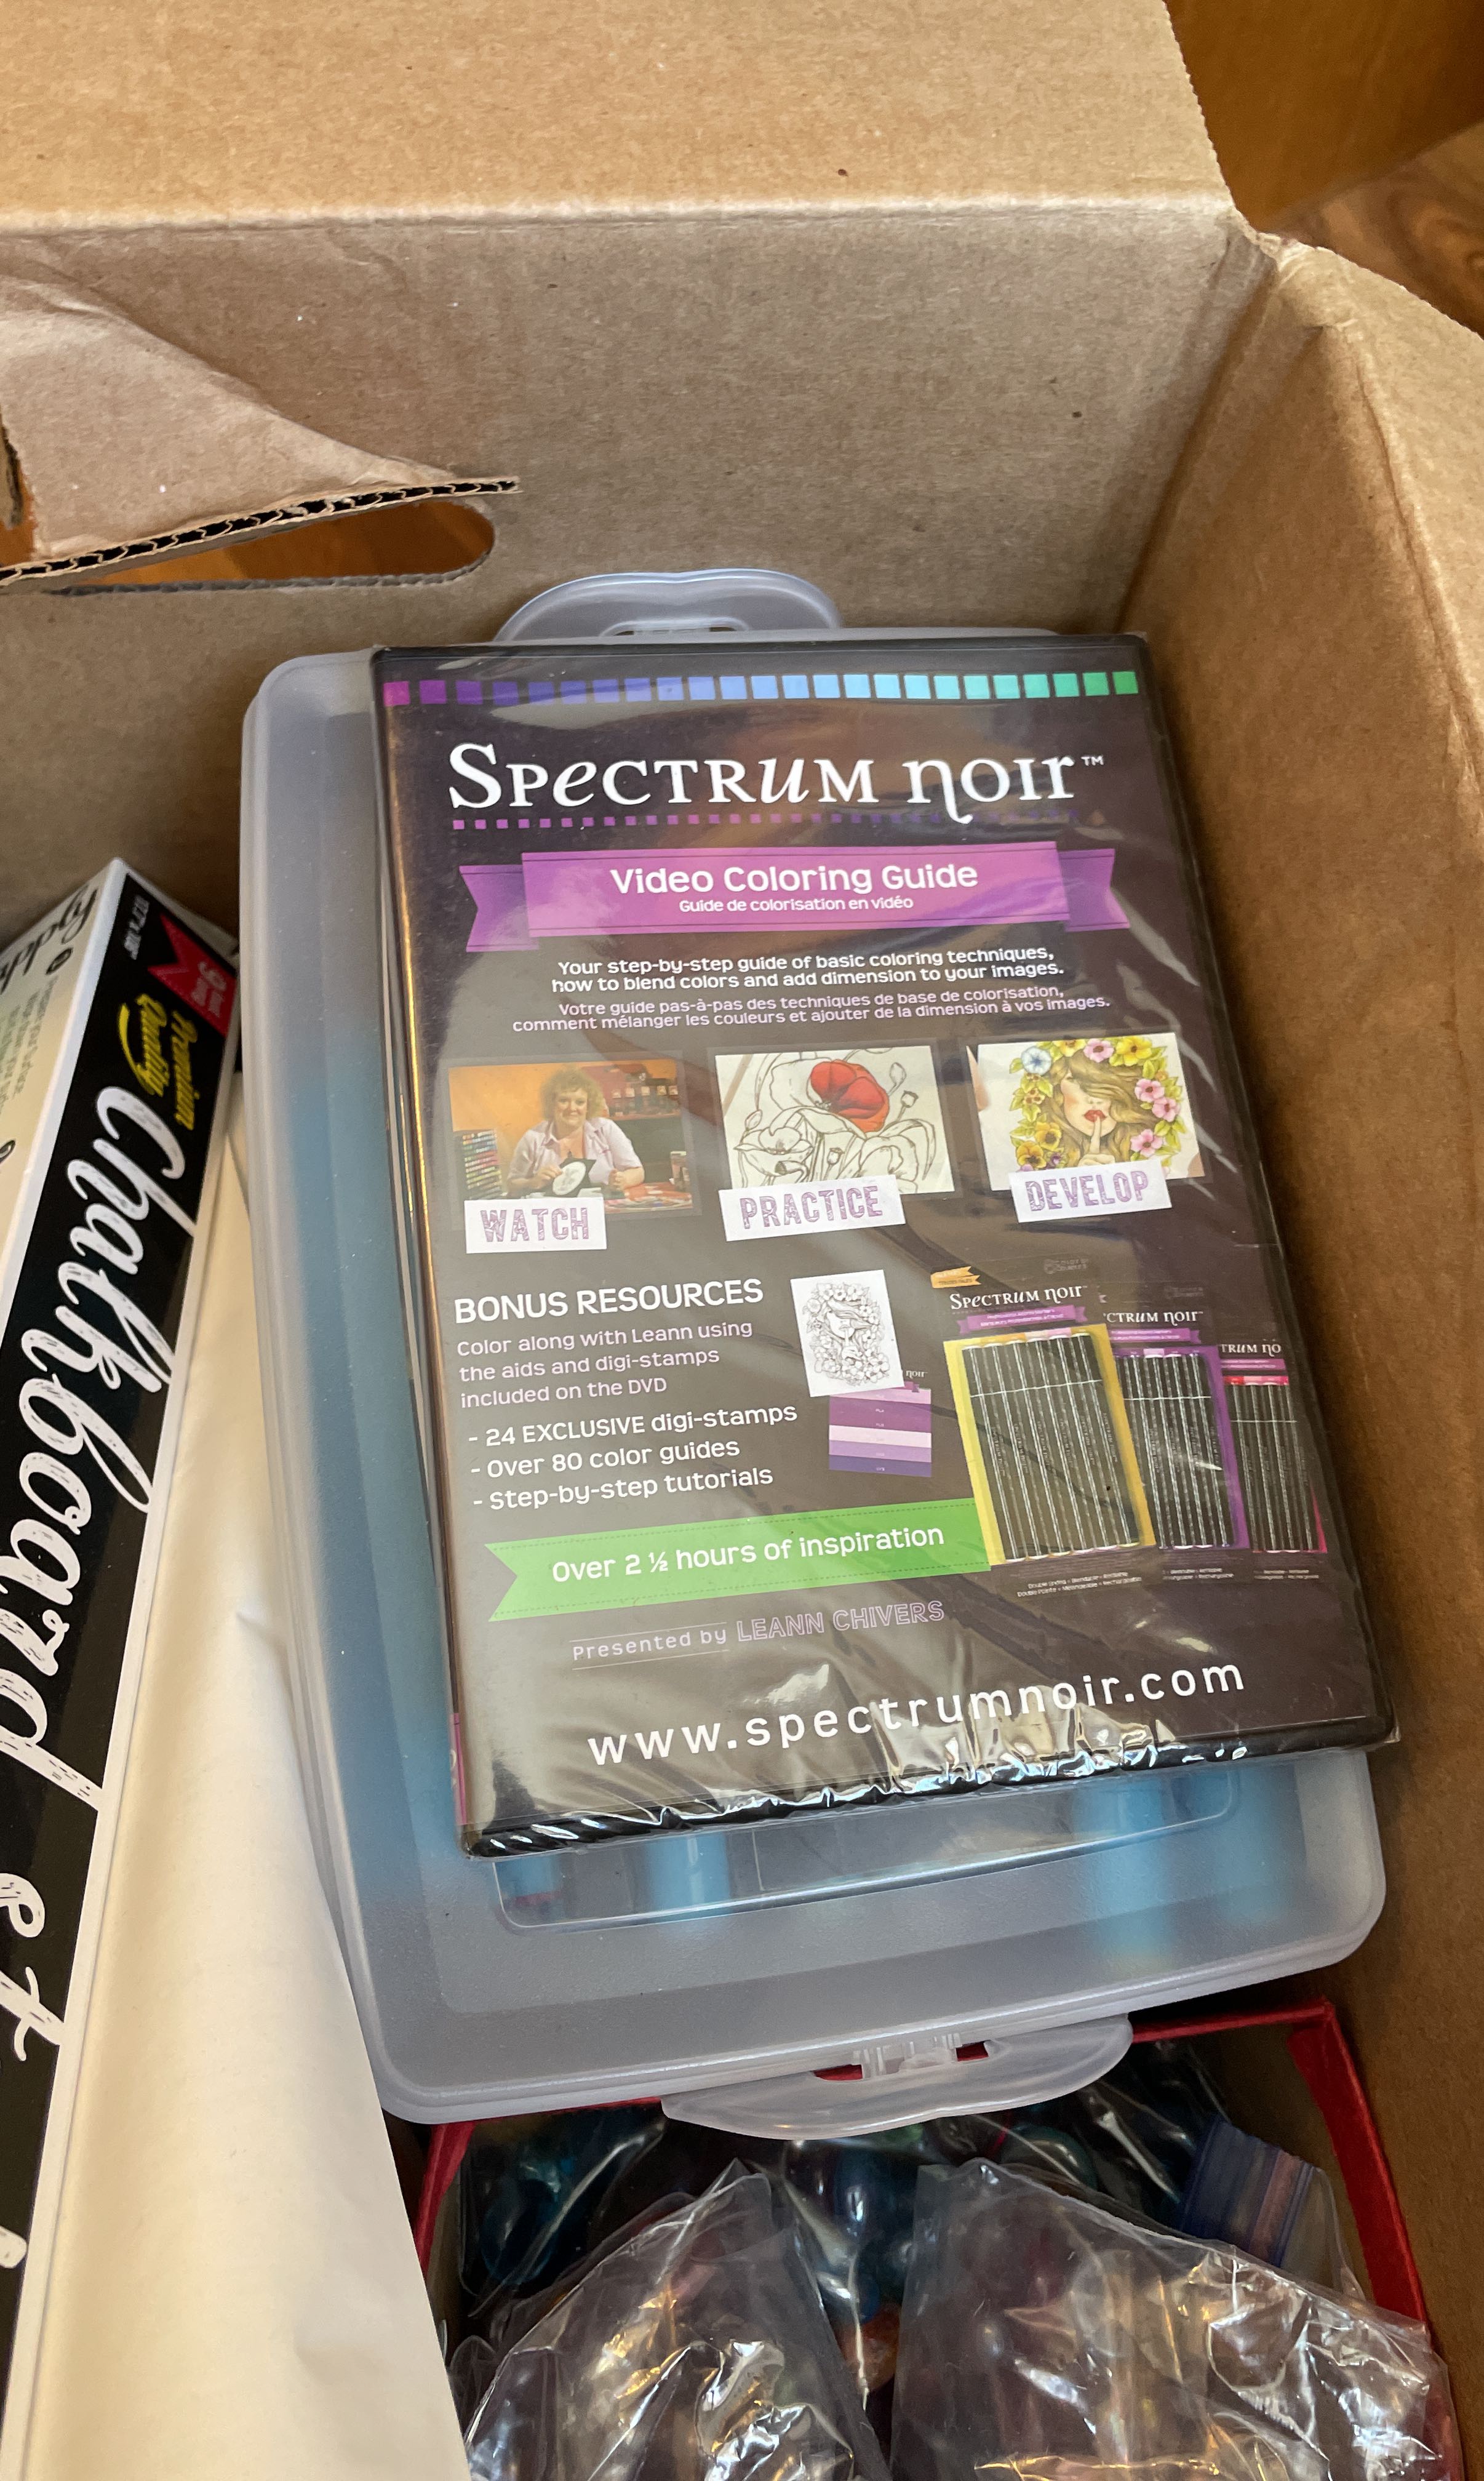 SPECTRUM NOIR™
Video Coloring Guide
Guide de colorisation en vidéo
Your step-by-step guide of basic coloring techniques,
how to blend colors and add dimension to your images.
Votre guide pas-à-pas des techniques de base de colorisation,
comment mélanger les couleurs et ajouter de la dimension à vos images.
WATCH
PRACTICE
DEVELOP
BONUS RESOURCES
Color along with Leann using
the aids and digi-stamps
included on the DVD
- 24 EXCLUSIVE digi-stamps
- Over 80 color guides
- Step-by-step tutorials
SPECTRUM NOIR
CTRUM NOIR
TRUM NO
noir
Over 2 ½ hours of inspiration
Presented by LEANN CHIVERS
www.spectrumnoir.com
Premium
Quality
Chalkboard